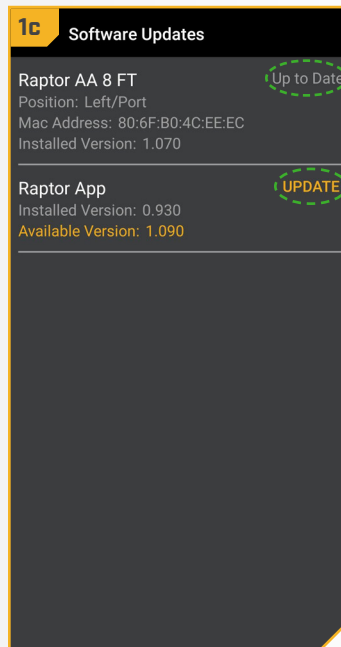 1c
Software Updates
Raptor AA 8 FT
Up to Date
Position: Left/Port
Mac Address: 80:6F:B0:4C:EE:EC
Installed Version: 1.070
Raptor App
UPDATE
Installed Version: 0.930
Available Version: 1.090